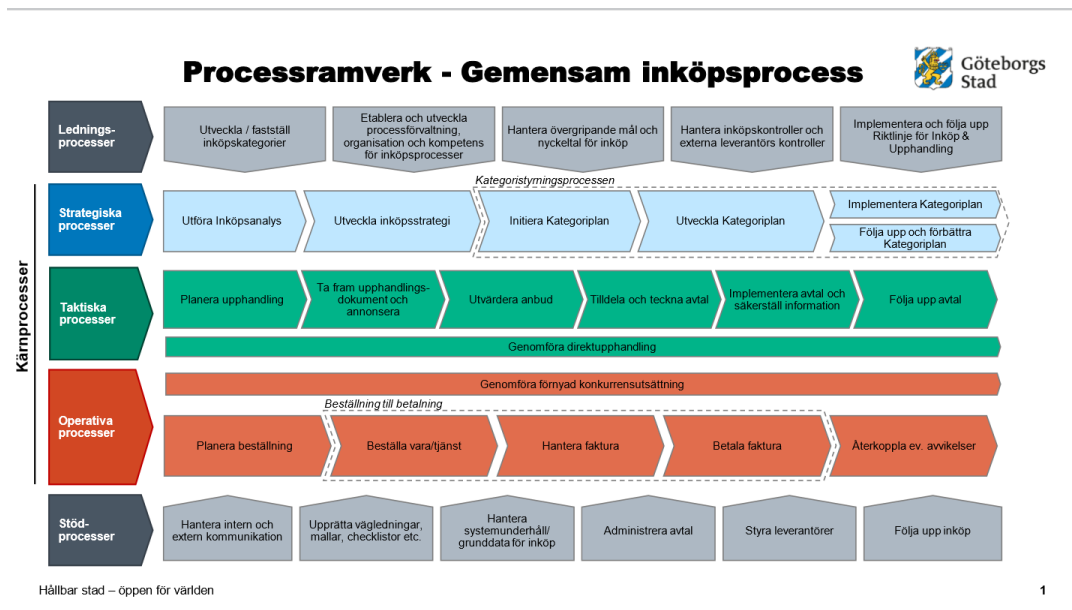 Processramverk - Gemensam inköpsprocess
Göteborgs
Stad
Lednings-
processer
Utveckla / fastställ
inköpskategorier
Etablera och utveckla
processförvaltning,
organisation och kompetens
för inköpsprocesser
Hantera övergripande mål och
nyckeltal för inköp
Hantera inköpskontroller och
externa leverantörs kontroller
Implementera och följa upp
Riktlinje för Inköp &
Upphandling
Kärnprocesser
Kategoristyrningsprocessen
Strategiska
processer
Utföra Inköpsanalys
Utveckla inköpsstrategi
Initiera Kategoriplan
Utveckla Kategoriplan
Implementera Kategoriplan
Följa upp och förbättra
Kategoriplan
Taktiska
processer
Planera upphandling
Ta fram upphandlings-
dokument och
annonsera
Utvärdera anbud
Tilldela och teckna avtal
Implementera avtal och
säkerställ information
Följa upp avtal
Genomföra direktupphandling
Operativa
processer
Genomföra förnyad konkurrensutsättning
Beställning till betalning
Planera beställning
Beställa vara/tjänst
Hantera faktura
Betala faktura
Återkoppla ev. avvikelser
Stöd-
processer
Hantera intern och
extern kommunikation
Upprätta vägledningar,
mallar, checklistor etc.
Hantera
systemunderhåll/
grunddata för inköp
Administrera avtal
Styra leverantörer
Följa upp inköp
Hållbar stad – öppen för världen
1